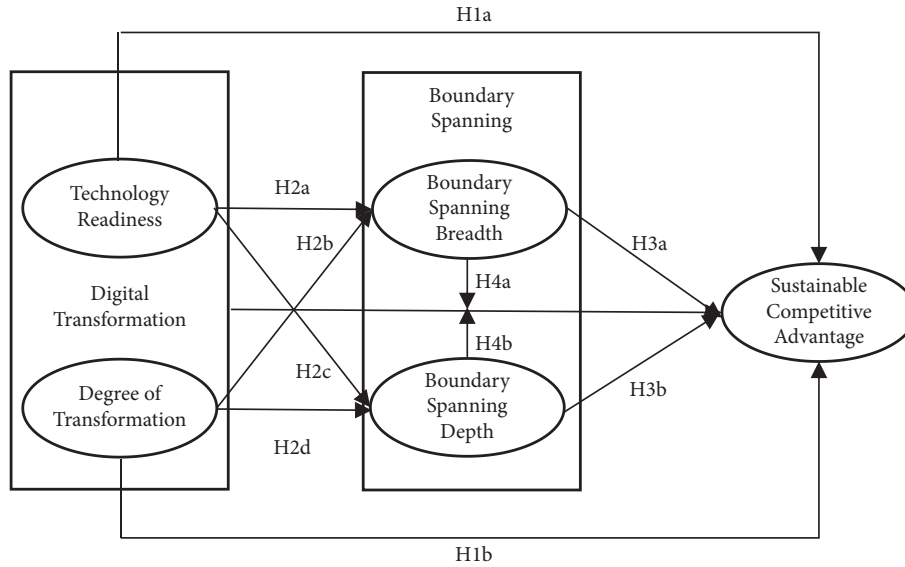 H1a
Boundary
Spanning
Technology
Readiness
H2a
Boundary
Spanning
Breadth
H2b
H3a
Digital
Transformation
H4a
Sustainable
Competitive
Advantage
H4b
Degree of
Transformation
H2c
Boundary
Spanning
Depth
H3b
H2d
H1b